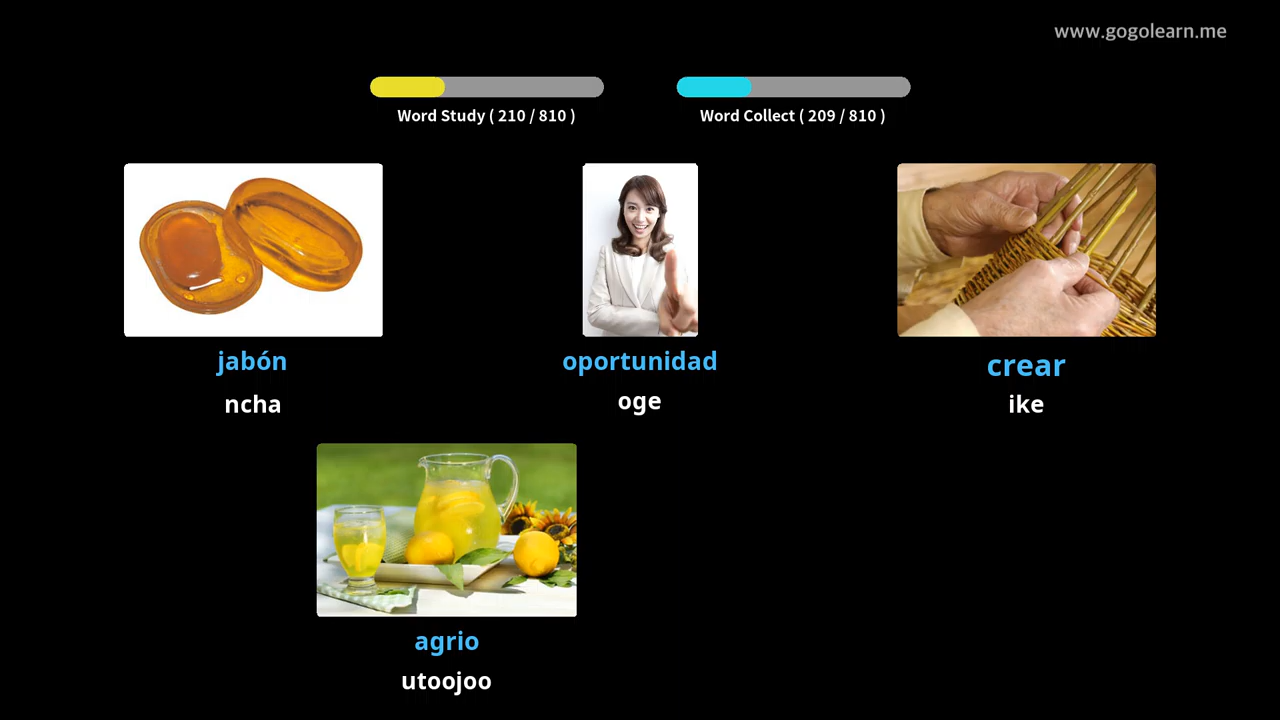 www.gogolearn.me
Word Study ( 210 / 810 )
Word Collect ( 209 / 810 )
jabón
ncha
oportunidad
oge
crear
ike
agrio
utoojoo